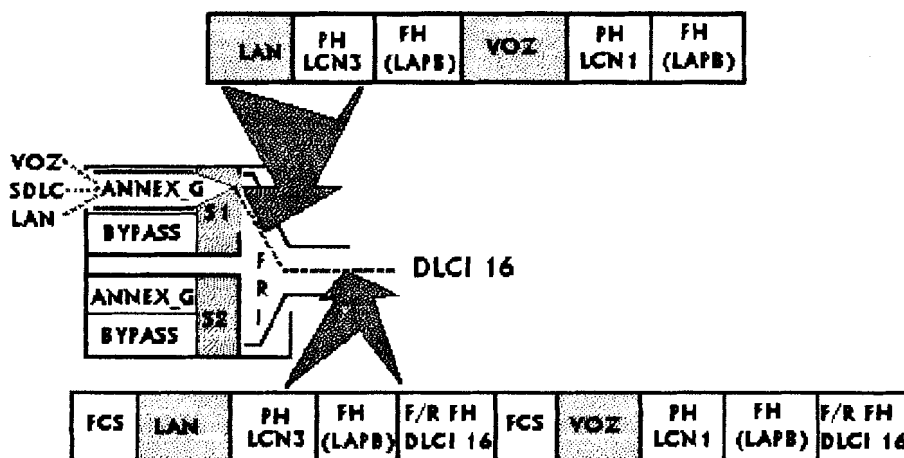 LAN PH FH VOZ PH FH
LCN3 (LAPB) LCN1 (LAPB)
VOZ
SDLC ANNEX_G
LAN S1
BYPASS
F
R
I
DLCI 16
ANNEX_G
S2
BYPASS
FCS LAN PH FH F/R FH FCS VOZ PH FH F/R FH
LCN3 (LAPB) DLCI 16 LCN1 (LAPB) DLCI 16